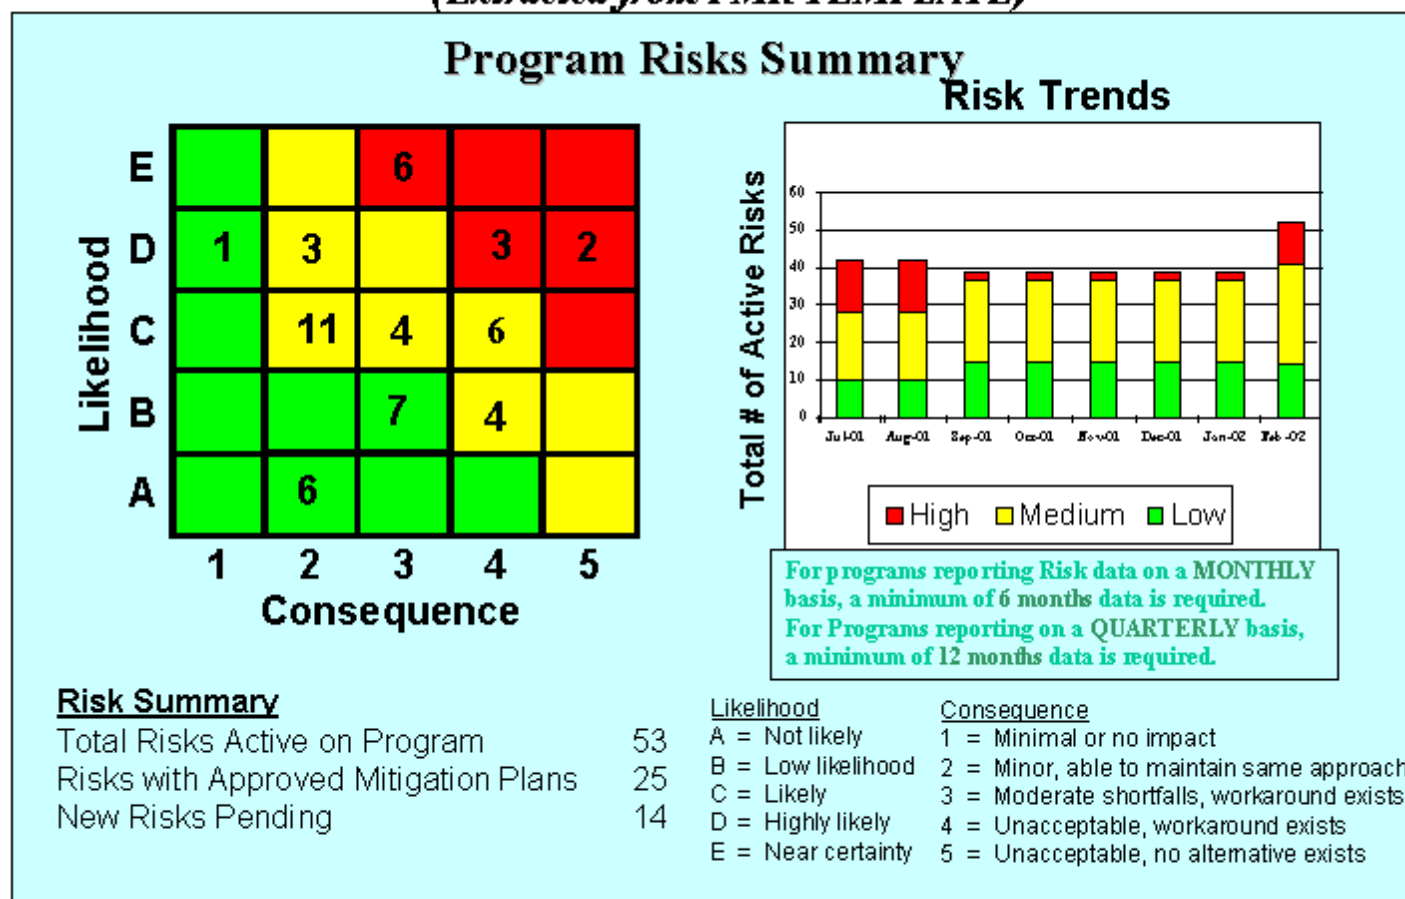 (Extracted from PMR TEMPLATE)
Program Risks Summary
Likelihood
E
6
D
1 3 3 2
C
11 4 6
B
7 4
A
6
1 2 3 4 5
Consequence
Risk Trends
Total # of Active Risks
60
50
40
30
20
10
0
Jul-01 Aug-01 Sep-01 Oct-01 Nov-01 Dec-01 Jan-02 Feb-02
High Medium Low
For programs reporting Risk data on a MONTHLY
basis, a minimum of 6 months data is required.
For Programs reporting on a QUARTERLY basis,
a minimum of 12 months data is required.
Risk Summary
Total Risks Active on Program 53
Risks with Approved Mitigation Plans 25
New Risks Pending 14
Likelihood
A = Not likely
B = Low likelihood
C = Likely
D = Highly likely
E = Near certainty
Consequence
1 = Minimal or no impact
2 = Minor, able to maintain same approach
3 = Moderate shortfalls, workaround exists
4 = Unacceptable, workaround exists
5 = Unacceptable, no alternative exists